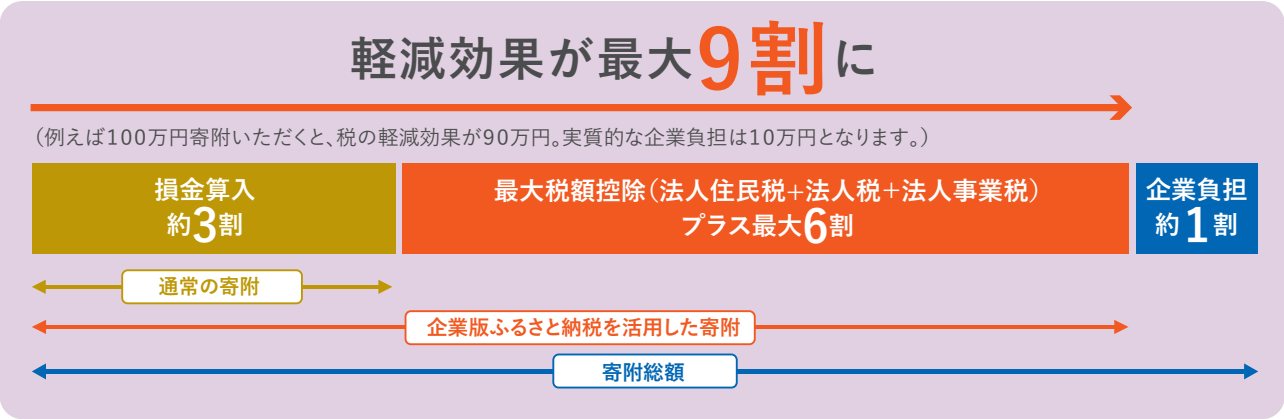 軽減効果が最大9割に
（例えば100万円寄附いただくと、税の軽減効果が90万円。実質的な企業負担は10万円となります。）
損金算入
約3割
最大税額控除（法人住民税+法人税+法人事業税）
プラス最大6割
企業負担
約1割
通常の寄附
企業版ふるさと納税を活用した寄附
寄附総額